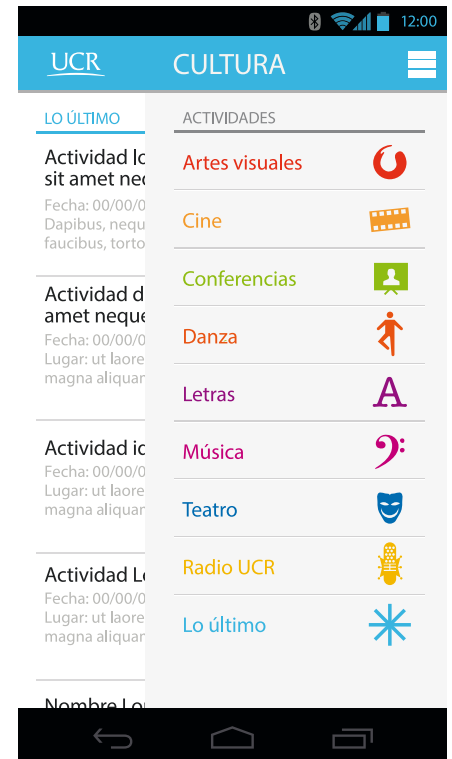 12:00
UCR
CULTURA
LO ÚLTIMO
Actividad lo
sit amet nec
Fecha: 00/00/0
Dapibus, nequ
faucibus, torto
Actividad d
amet neque
Fecha: 00/00/0
Lugar: ut laore
magna aliquar
Actividad id
Fecha: 00/00/0
Lugar: ut laore
magna aliquar
Actividad Lo
Fecha: 00/00/0
Lugar: ut laore
magna aliquar
Nombre Lo
ACTIVIDADES
Artes visuales
Cine
Conferencias
Danza
Letras
A
Música
Teatro
Radio UCR
Lo último